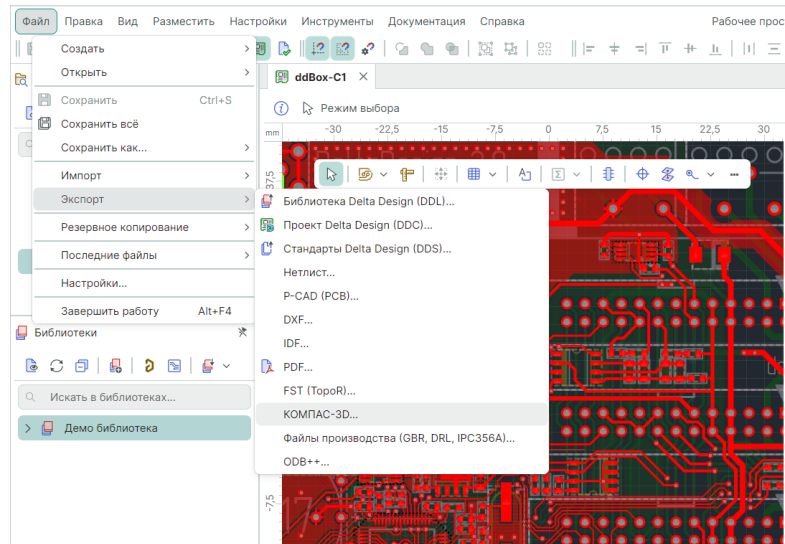 Файл Правка Вид Разместить Настройки Инструменты Документация Справка Рабочее прос
Создать
Открыть
Сохранить Ctrl+S
Сохранить всё
Сохранить как...
Импорт
Экспорт
Резервное копирование
Последние файлы
Настройки...
Завершить работу Alt+F4
ddBox-C1
Режим выбора
mm -30 -22,5 -15 -7,5 0 7,5 15 22,5 30
37,5
Библиотека Delta Design (DDL)...
Проект Delta Design (DDC)...
Стандарты Delta Design (DDS)...
Нетлист...
P-CAD (PCB)...
DXF...
IDF...
PDF...
FST (TopoR)...
КОМПАС-3D...
Файлы производства (GBR, DRL, IPC356A)...
ODB++...
Библиотеки
Искать в библиотеках...
Демо библиотека
-7,5
17